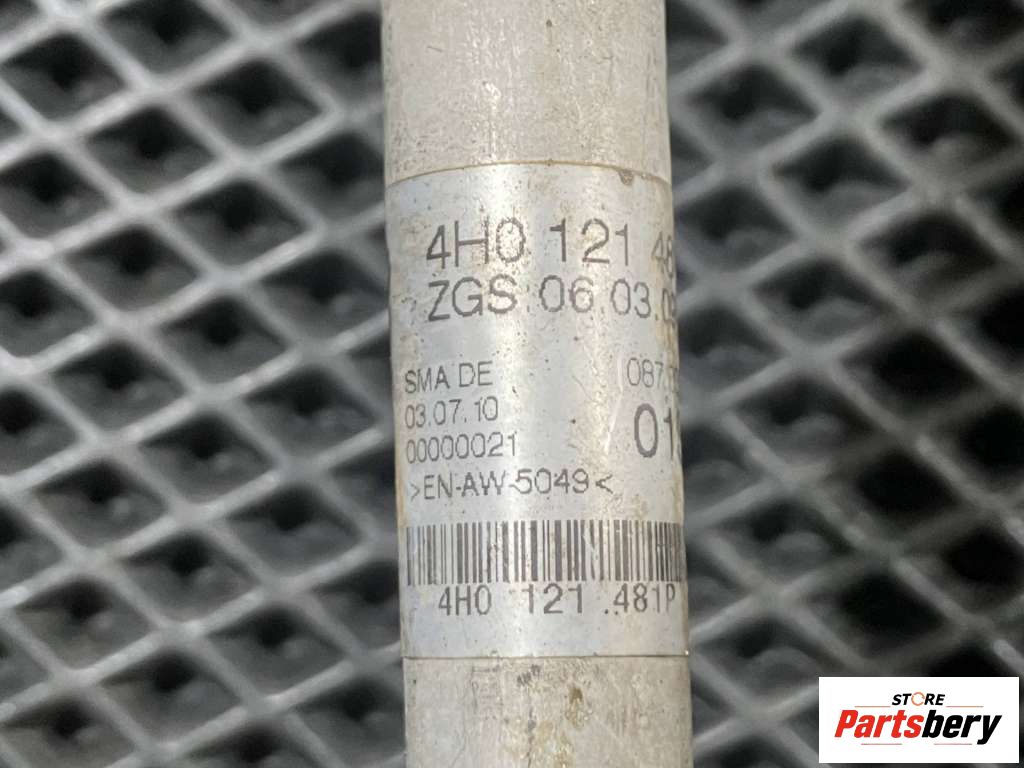 4H0 121
ZGS 06.03.
SMA DE
03.07.10
00000021
>EN-AW-5049<
4H0 121 .481P
STORE
Partsbery